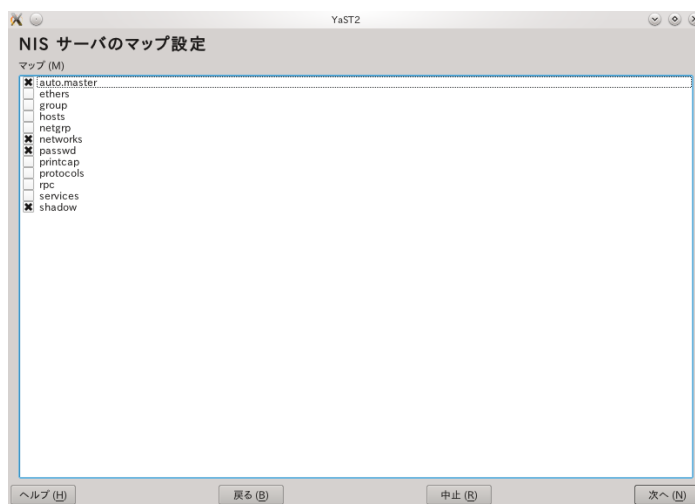 YaST2
NIS サーバのマップ設定
マップ (M)
auto.master
ethers
group
hosts
netgrp
networks
passwd
printcap
protocols
rpc
services
shadow
ヘルプ (H)
戻る (B)
中止 (R)
次へ (N)